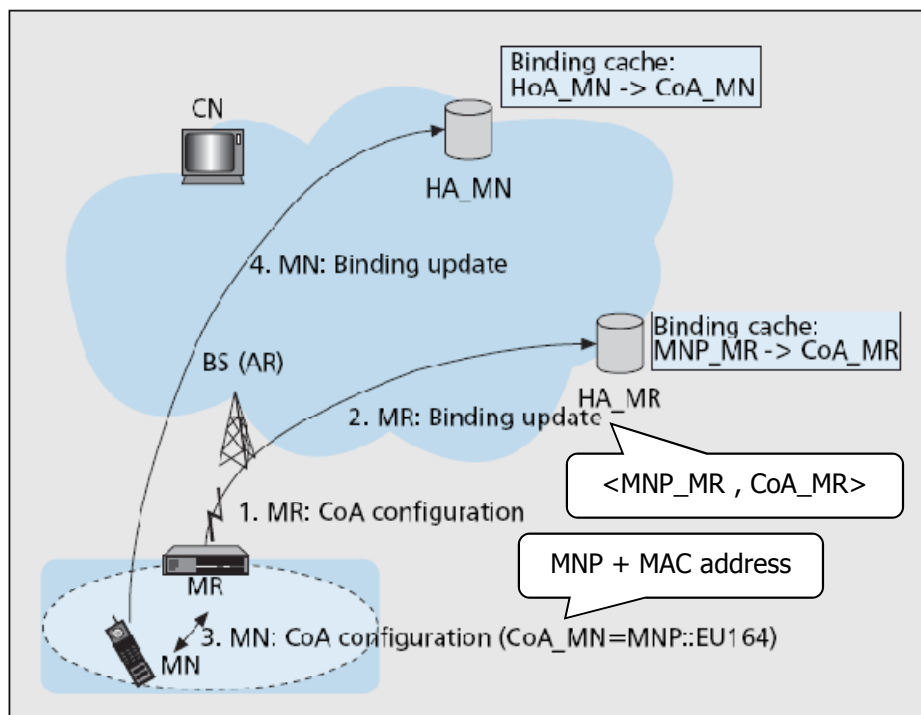 Binding cache:
HoA_MN -> CoA_MN
CN
HA_MN
4. MN: Binding update
Binding cache:
MNP_MR -> CoA_MR
BS (AR)
HA_MR
2. MR: Binding update
<MNP_MR , CoA_MR>
1. MR: CoA configuration
MNP + MAC address
MR
3. MN: CoA configuration (CoA_MN=MNP::EU164)
MN